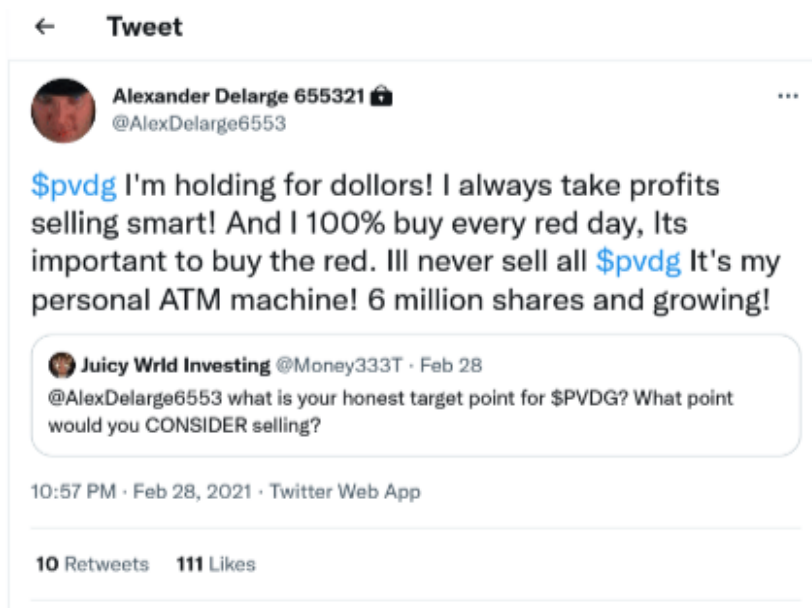 Tweet
Alexander Delarge 655321
@AlexDelarge6553
$pvdg I'm holding for dollors! I always take profits
selling smart! And I 100% buy every red day, Its
important to buy the red. Ill never sell all $pvdg It's my
personal ATM machine! 6 million shares and growing!
Juicy Wrld Investing @Money333T · Feb 28
@AlexDelarge6553 what is your honest target point for $PVDG? What point
would you CONSIDER selling?
10:57 PM · Feb 28, 2021 · Twitter Web App
10 Retweets 111 Likes